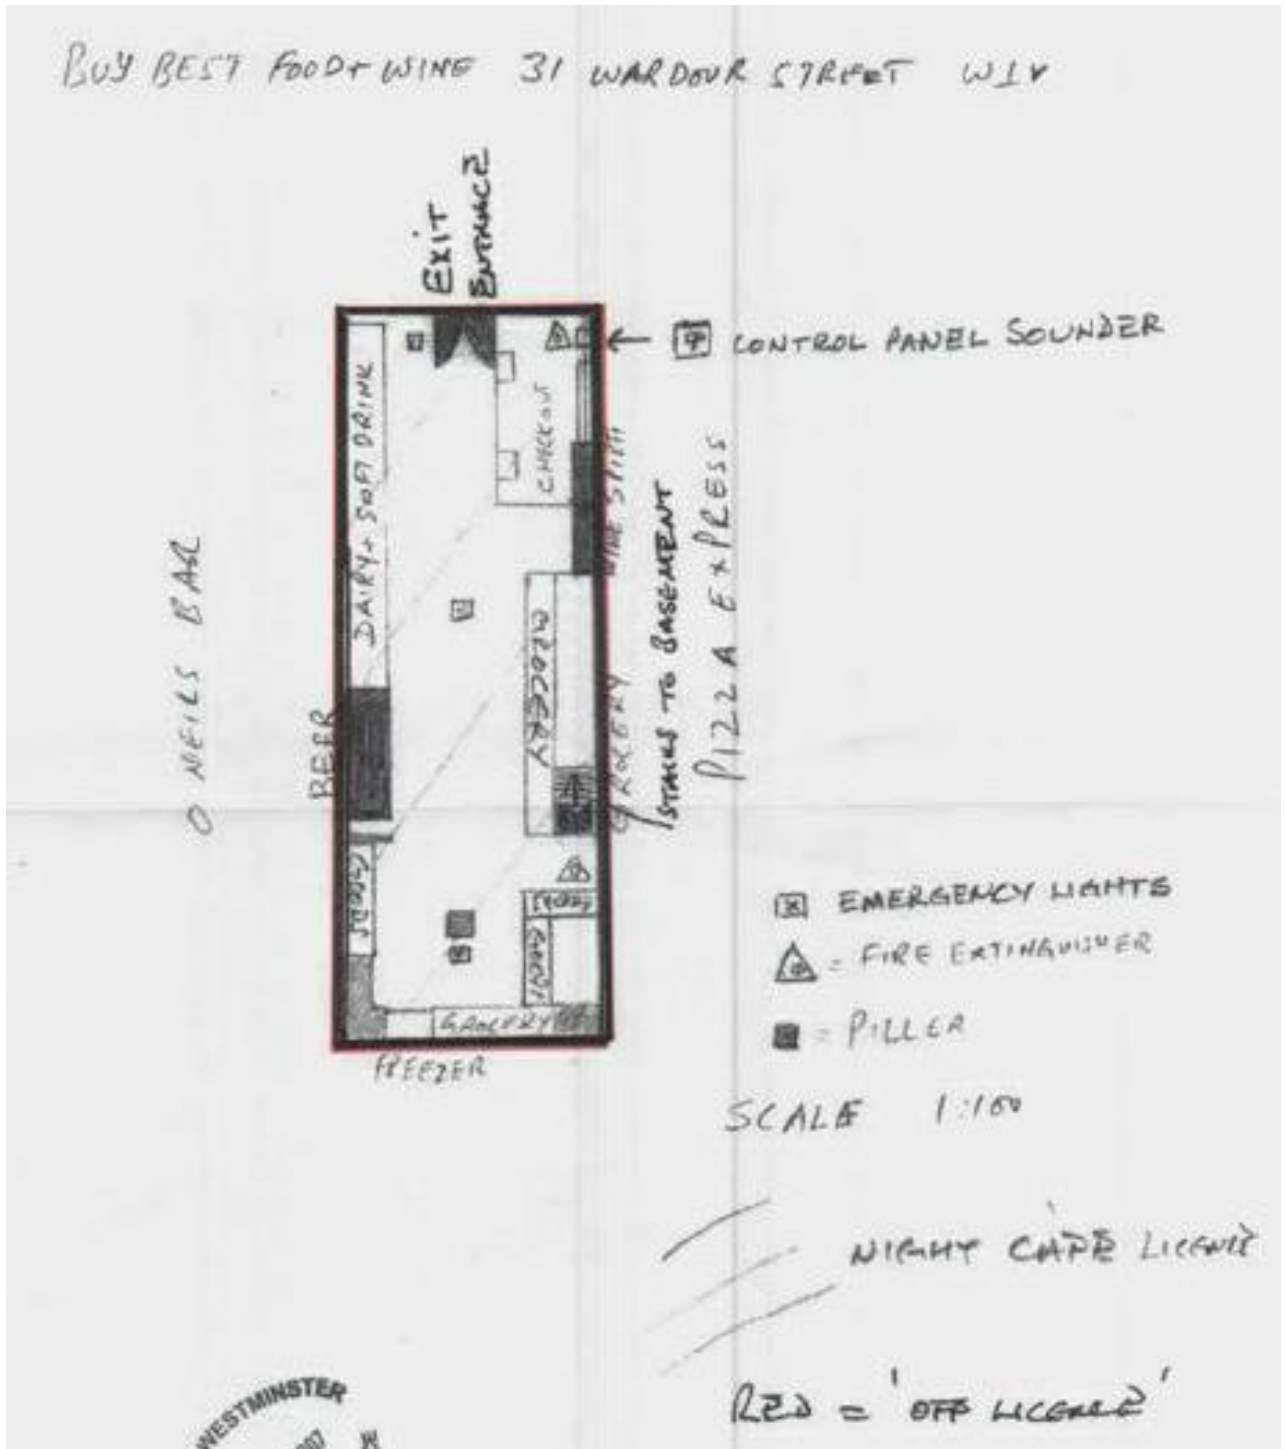 BUY BEST FOOD + WINE 31 WARDOUR STREET W1V
EXIT
ENTRANCE
CONTROL PANEL SOUNDER
DAIRY + SOFT DRINK
CHECKOUT
WINE
O NEILS BAR
BEER
GROCERY
GROCERY
STAIRS TO BASEMENT
PIZZA EXPRESS
GOODS
GROCERY
FREEZER
EMERGENCY LIGHTS
= FIRE EXTINGUISHER
= PILLER
SCALE 1:100
NIGHT CAFE LICENCE
RED = 'OFF LICENCE'
WESTMINSTER